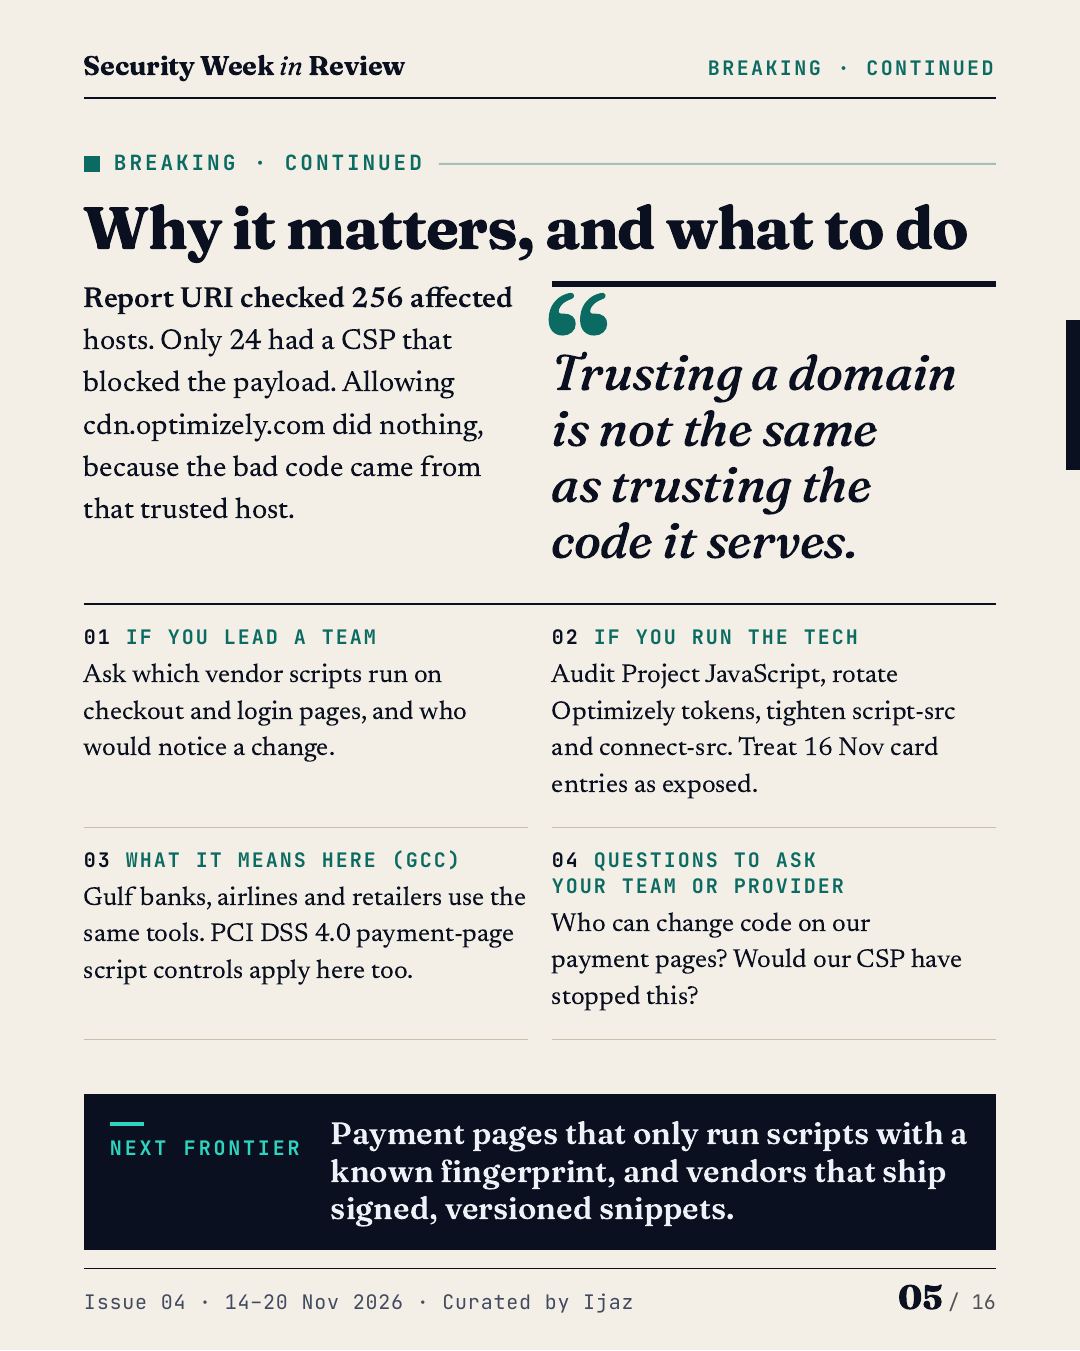 Security Week in Review
BREAKING · CONTINUED
BREAKING · CONTINUED
Why it matters, and what to do
Report URI checked 256 affected
hosts. Only 24 had a CSP that
blocked the payload. Allowing
cdn.optimizely.com did nothing,
because the bad code came from
that trusted host.
“
Trusting a domain
is not the same
as trusting the
code it serves.
01 IF YOU LEAD A TEAM
Ask which vendor scripts run on
checkout and login pages, and who
would notice a change.
02 IF YOU RUN THE TECH
Audit Project JavaScript, rotate
Optimizely tokens, tighten script-src
and connect-src. Treat 16 Nov card
entries as exposed.
03 WHAT IT MEANS HERE (GCC)
Gulf banks, airlines and retailers use the
same tools. PCI DSS 4.0 payment-page
script controls apply here too.
04 QUESTIONS TO ASK
YOUR TEAM OR PROVIDER
Who can change code on our
payment pages? Would our CSP have
stopped this?
NEXT FRONTIER
Payment pages that only run scripts with a
known fingerprint, and vendors that ship
signed, versioned snippets.
Issue 04 · 14–20 Nov 2026 · Curated by Ijaz
05 / 16